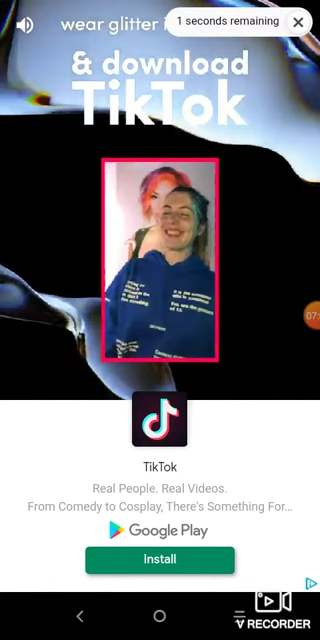 1 seconds remaining
wear glitter
& download
TikTok
TikTok
Real People. Real Videos.
From Comedy to Cosplay, There's Something For...
Google Play
Install
RECORDER